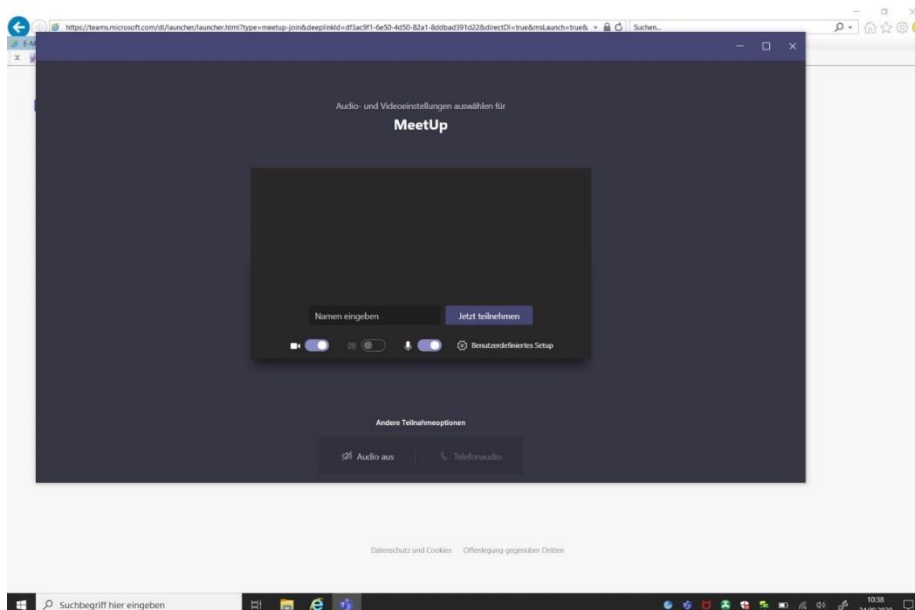 https://teams.microsoft.com/dl/launcher/launcher.html?type=meetup-join&deeplinkId=df3ac9f1-6e50-4d50-82a1-8ddbad391d22&directDl=true&msLaunch=true&
Suchen...
Audio- und Videoeinstellungen auswählen für
MeetUp
Namen eingeben
Jetzt teilnehmen
Benutzerdefiniertes Setup
Andere Teilnahmeoptionen
Audio aus
Telefonaudio
Datenschutz und Cookies Offenlegung gegenüber Dritten
Suchbegriff hier eingeben
10:38